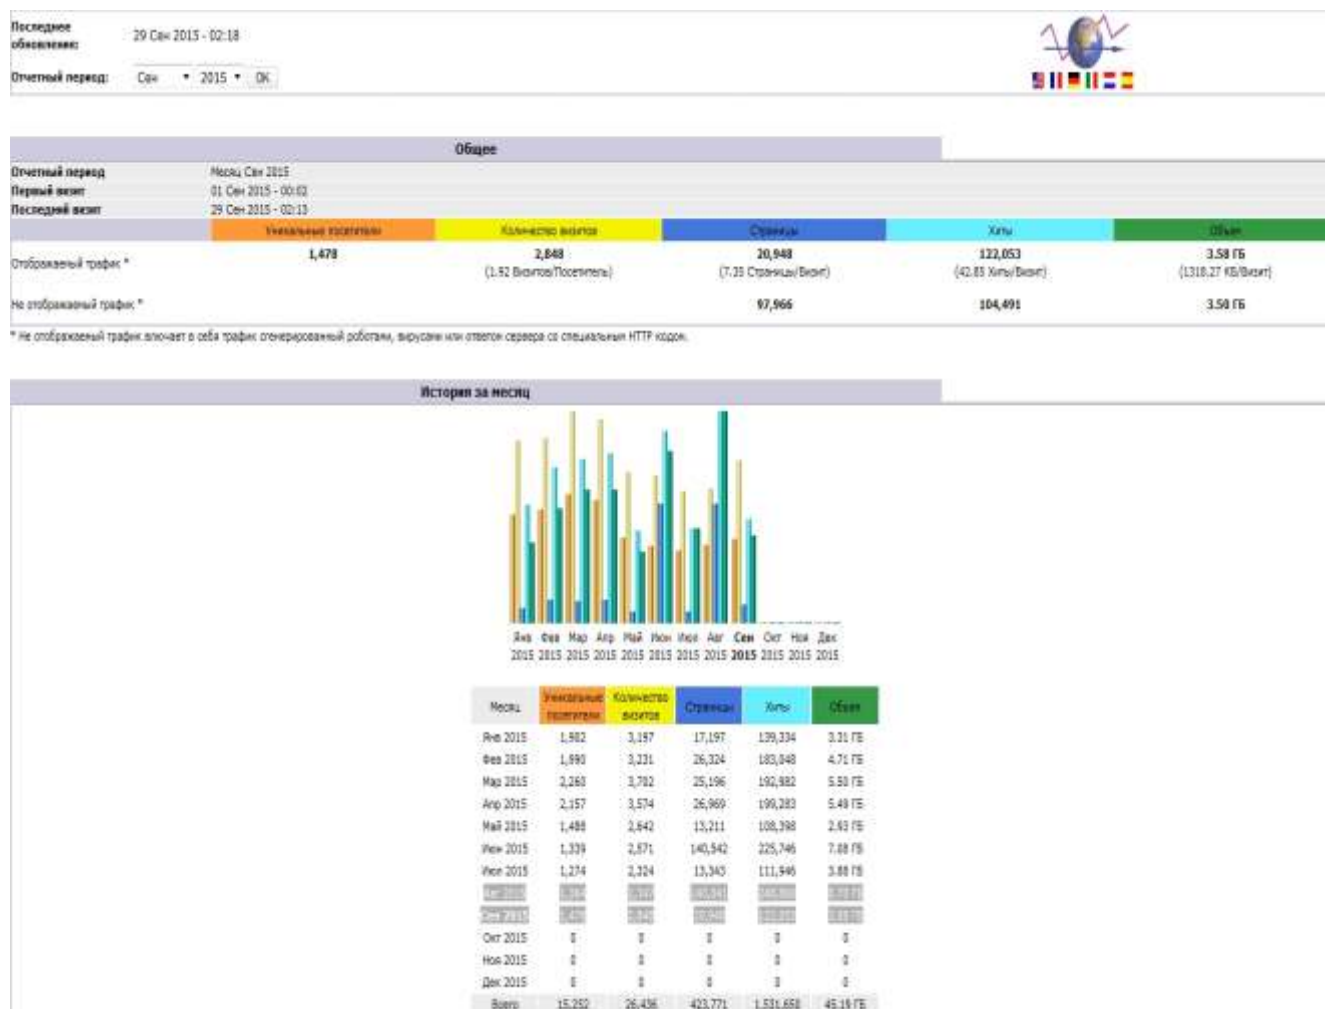 Последнее
обновление: 29 Сен 2015 - 02:18
Отчетный период: Сен 2015 OK
Общее
Отчетный период Месяц Сен 2015
Первый визит 01 Сен 2015 - 00:02
Последний визит 29 Сен 2015 - 02:13
Уникальные посетители Количество визитов Страницы Хиты Объем
Отображаемый трафик * 1,478 2,848 20,948 122,053 3.58 ГБ
(1.92 Визитов/Посетитель) (7.35 Страницы/Визит) (42.85 Хиты/Визит) (1318.27 КБ/Визит)
Не отображаемый трафик * 97,966 104,491 3.50 ГБ
* Не отображаемый трафик включает в себя трафик сгенерированный роботами, вирусами или ответом сервера со специальным HTTP кодом.
История за месяц
Янв Фев Мар Апр Май Июн Июл Авг Сен Окт Ноя Дек
2015 2015 2015 2015 2015 2015 2015 2015 2015 2015 2015 2015
Месяц Уникальные посетители Количество визитов Страницы Хиты Объем
Янв 2015 1,902 3,197 17,197 139,334 3.31 ГБ
Фев 2015 1,990 3,231 26,324 183,048 4.71 ГБ
Мар 2015 2,260 3,702 25,196 192,982 5.50 ГБ
Апр 2015 2,157 3,574 26,969 199,283 5.49 ГБ
Май 2015 1,488 2,642 13,211 108,398 2.93 ГБ
Июн 2015 1,339 2,571 140,542 225,746 7.08 ГБ
Июл 2015 1,274 2,324 13,343 111,946 3.88 ГБ
Окт 2015 0 0 0 0 0
Ноя 2015 0 0 0 0 0
Дек 2015 0 0 0 0 0
Всего 15,252 26,436 423,771 1,531,650 45.19 ГБ